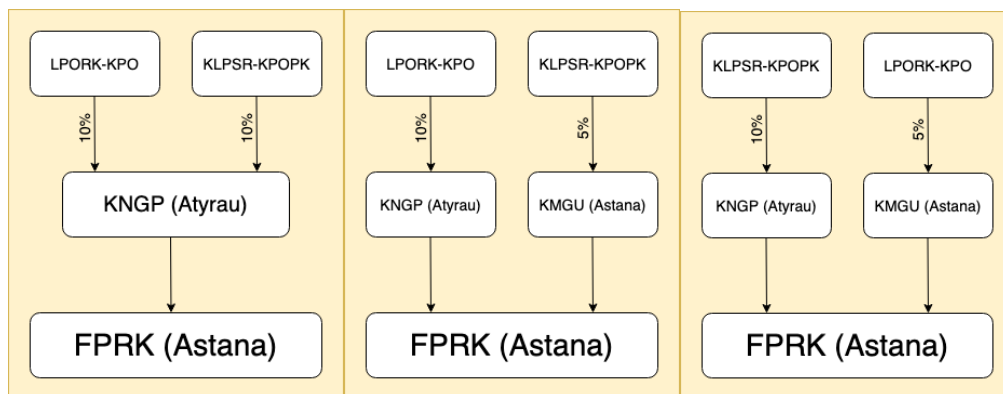 LPORK-KPO
KLPSR-KPOPK
10%
10%
KNGP (Atyrau)
FPRK (Astana)
LPORK-KPO
KLPSR-KPOPK
10%
5%
KNGP (Atyrau)
KMGU (Astana)
FPRK (Astana)
KLPSR-KPOPK
LPORK-KPO
10%
5%
KNGP (Atyrau)
KMGU (Astana)
FPRK (Astana)